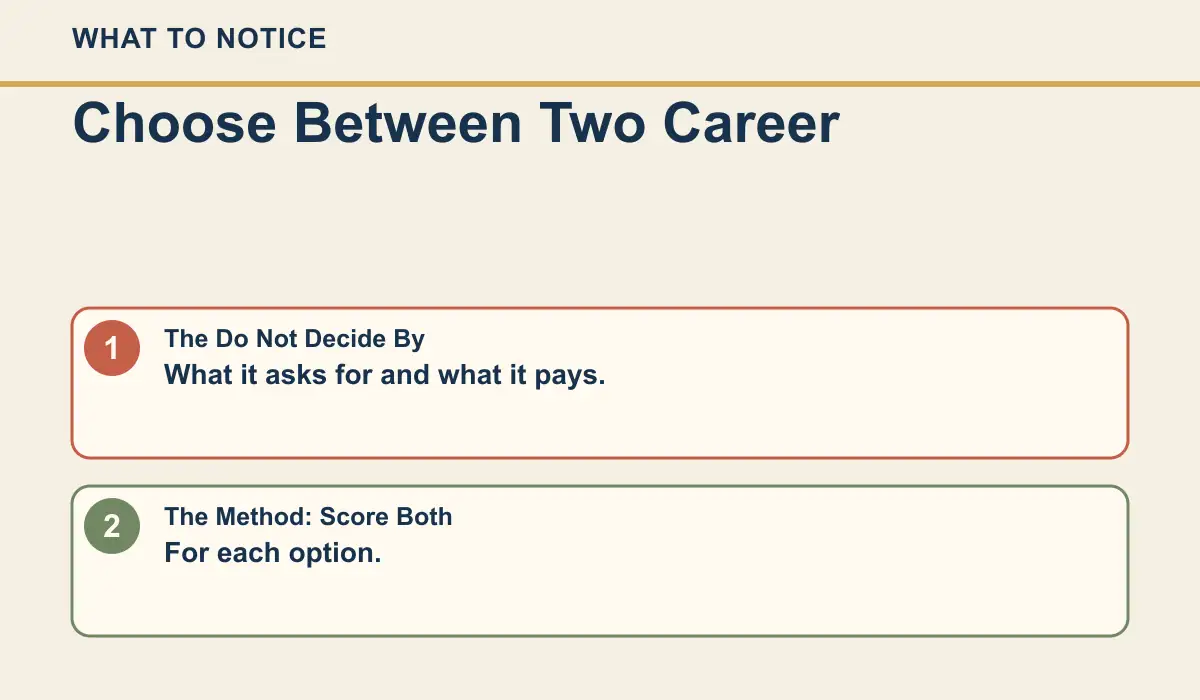 WHAT TO NOTICE
Choose Between Two Career
1
The Do Not Decide By
What it asks for and what it pays.
2
The Method: Score Both
For each option.